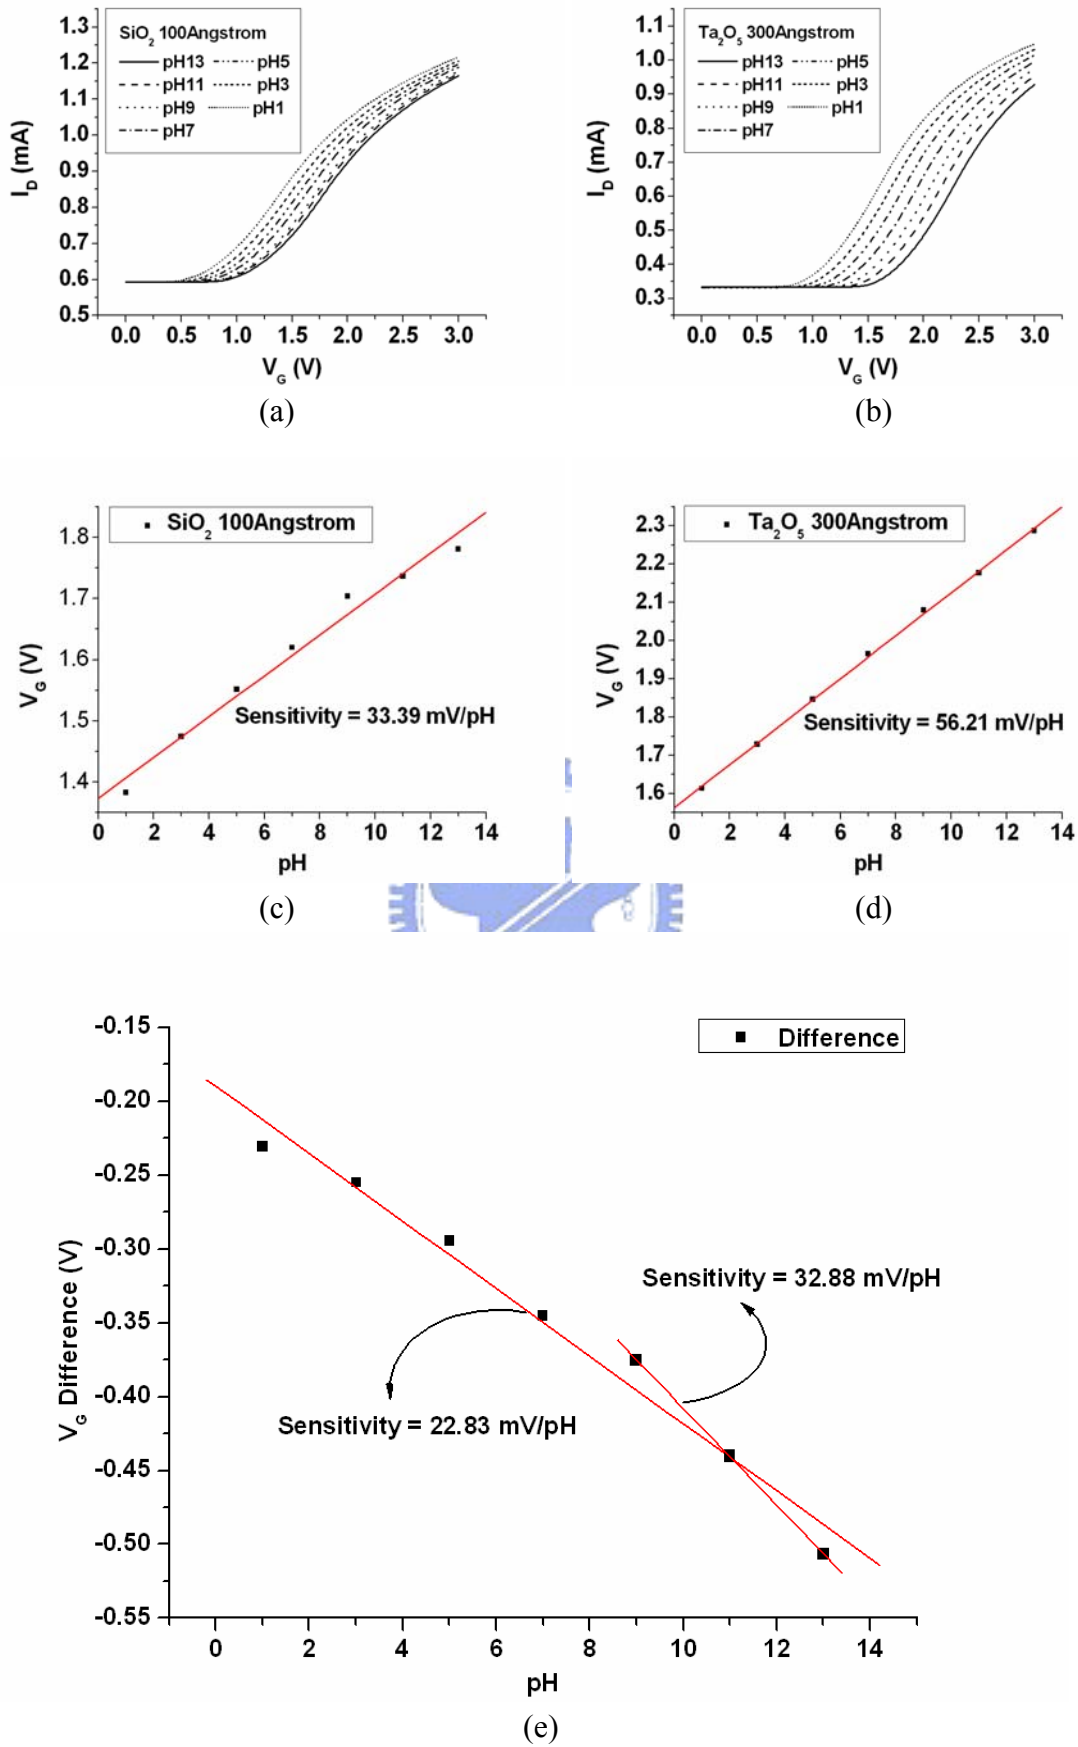 SiO2 100Angstrom
pH13 pH5
pH11 pH3
pH9 pH1
pH7
1.3
1.2
1.1
1.0
0.9
0.8
0.7
0.6
0.5
ID (mA)
0.0 0.5 1.0 1.5 2.0 2.5 3.0
VG (V)
(a)
Ta2O5 300Angstrom
pH13 pH5
pH11 pH3
pH9 pH1
pH7
1.1
1.0
0.9
0.8
0.7
0.6
0.5
0.4
0.3
ID (mA)
0.0 0.5 1.0 1.5 2.0 2.5 3.0
VG (V)
(b)
SiO2 100Angstrom
1.8
1.7
1.6
1.5
1.4
VG (V)
Sensitivity = 33.39 mV/pH
0 2 4 6 8 10 12 14
pH
(c)
Ta2O5 300Angstrom
2.3
2.2
2.1
2.0
1.9
1.8
1.7
1.6
VG (V)
Sensitivity = 56.21 mV/pH
0 2 4 6 8 10 12 14
pH
(d)
Difference
-0.15
-0.20
-0.25
-0.30
-0.35
-0.40
-0.45
-0.50
-0.55
VG Difference (V)
Sensitivity = 32.88 mV/pH
Sensitivity = 22.83 mV/pH
0 2 4 6 8 10 12 14
pH
(e)